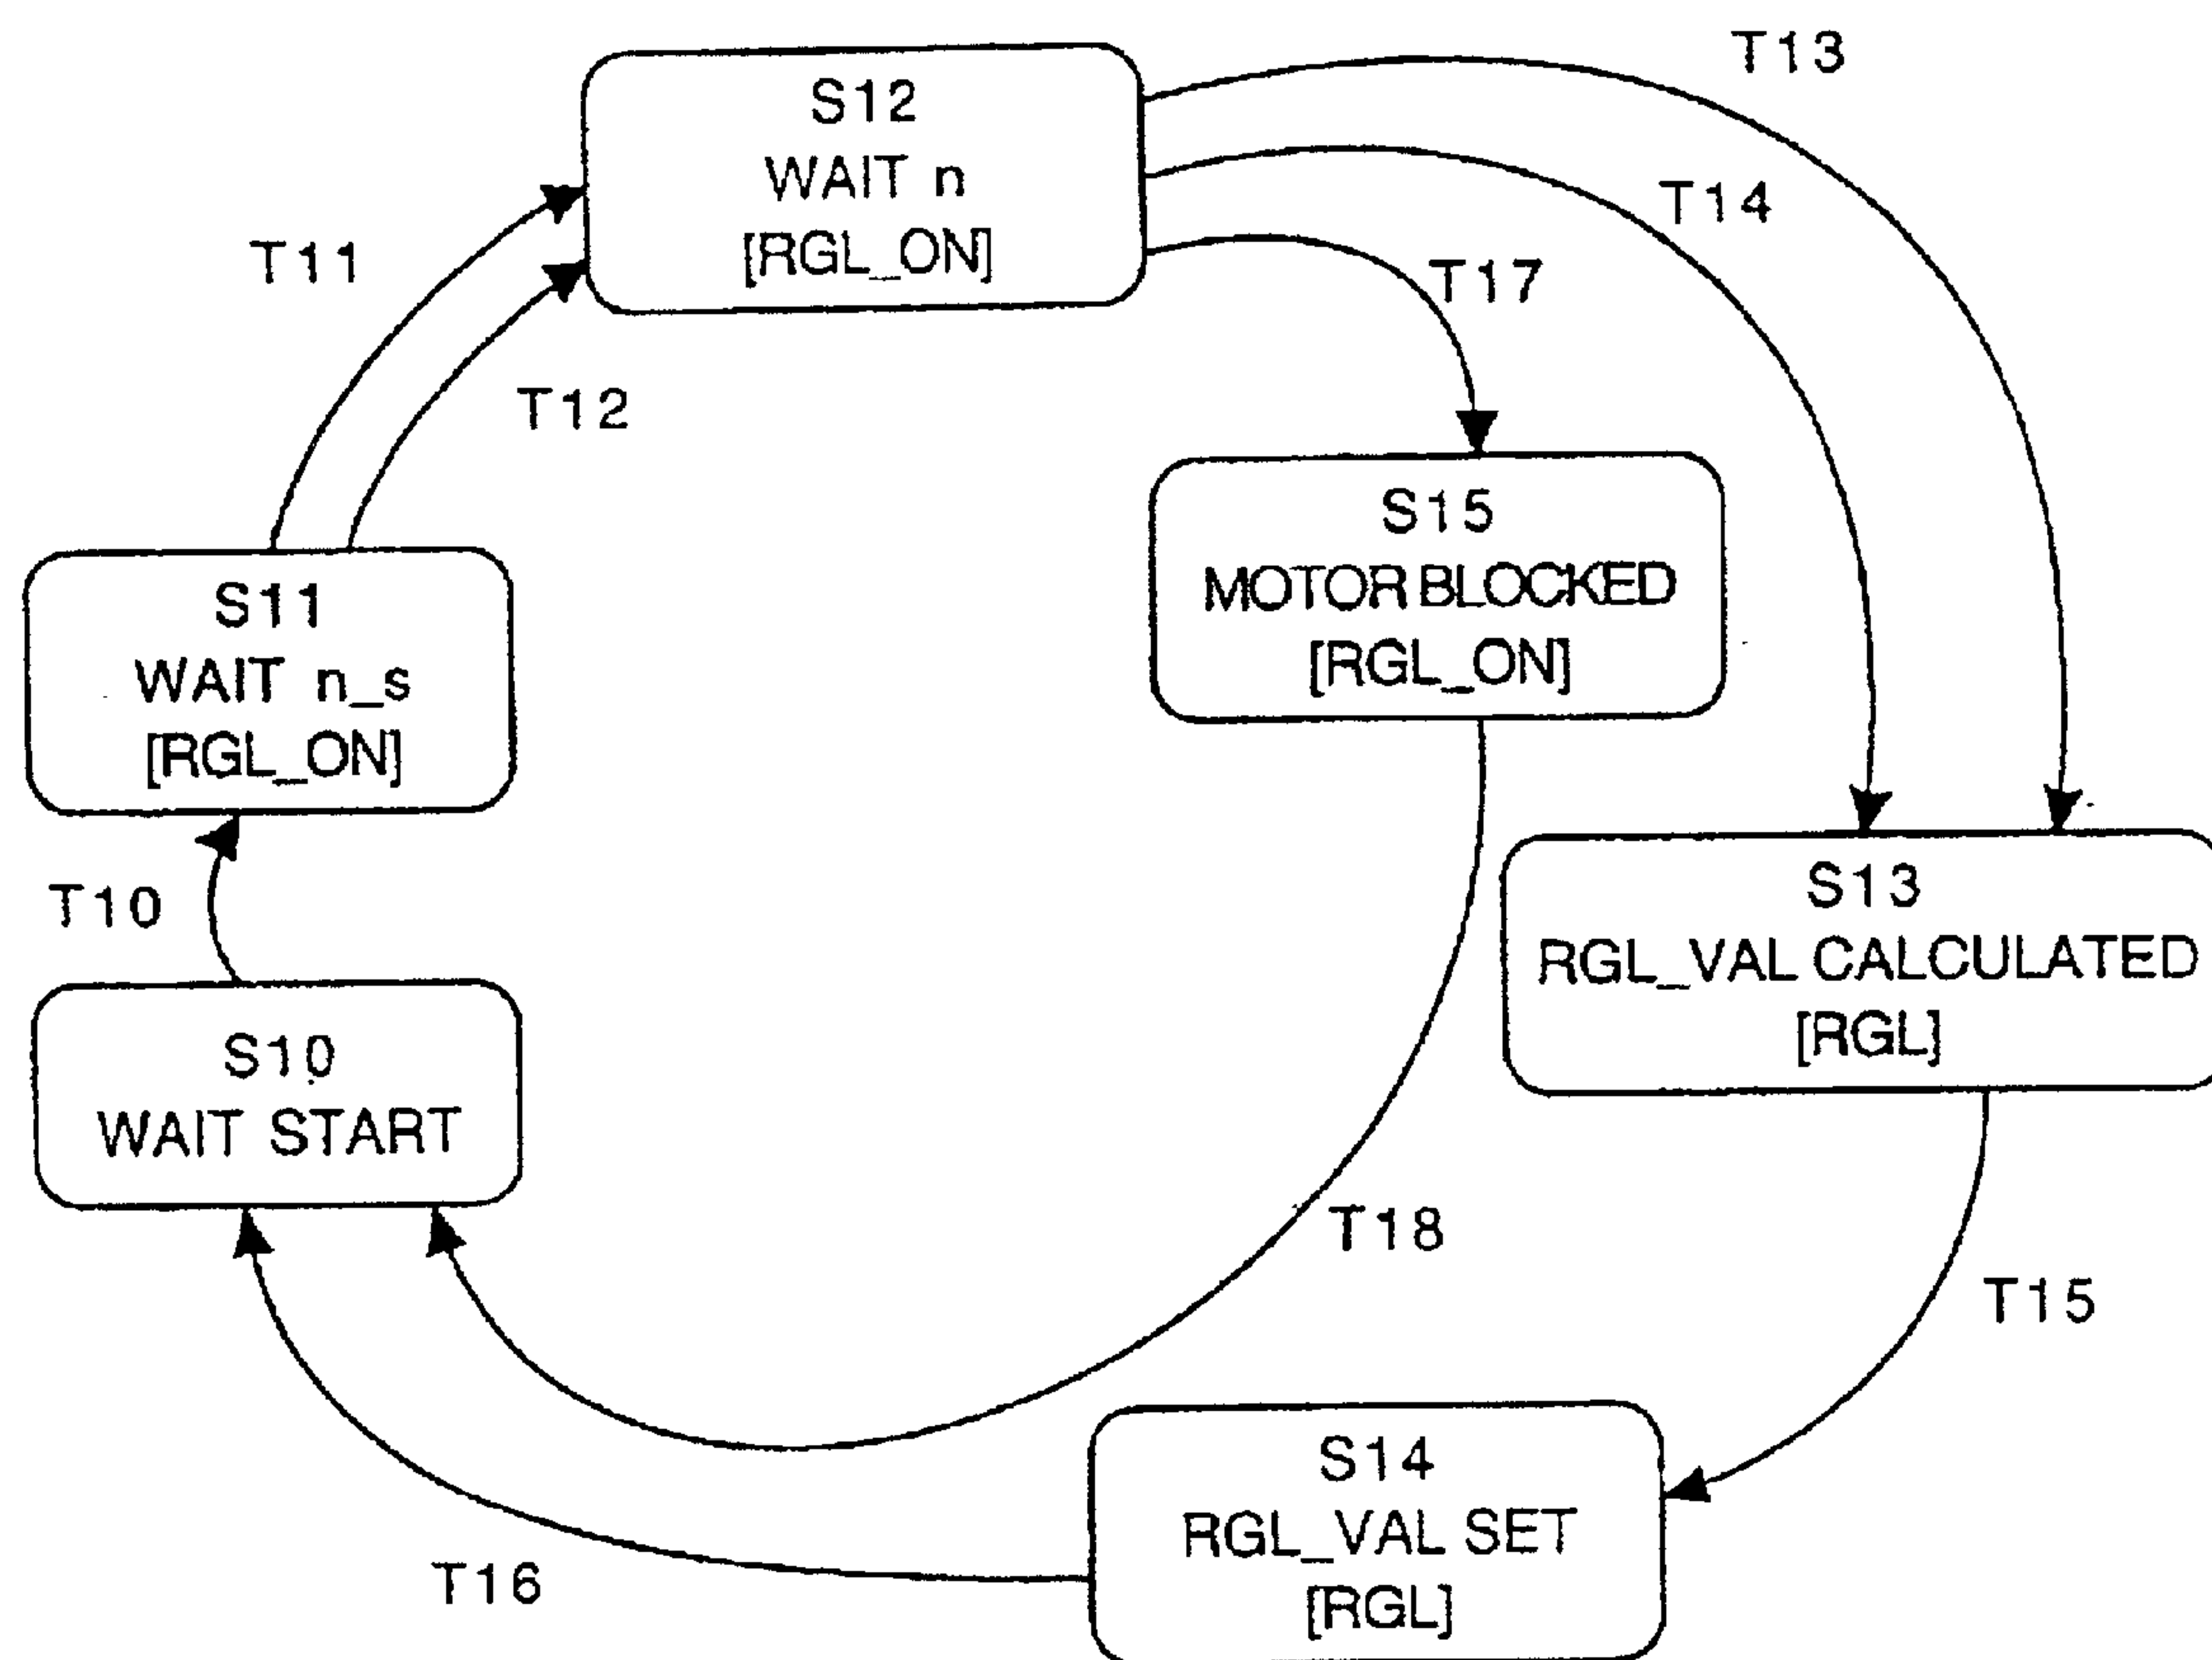 T13
S12
WAIT n
[RGL_ON]
T14
T11
T17
T12
S15
MOTOR BLOCKED
[RGL_ON]
S11
WAIT n_s
[RGL_ON]
T10
S13
RGL_VAL CALCULATED
[RGL]
S10
WAIT START
T18
T15
S14
RGL_VAL SET
[RGL]
T16